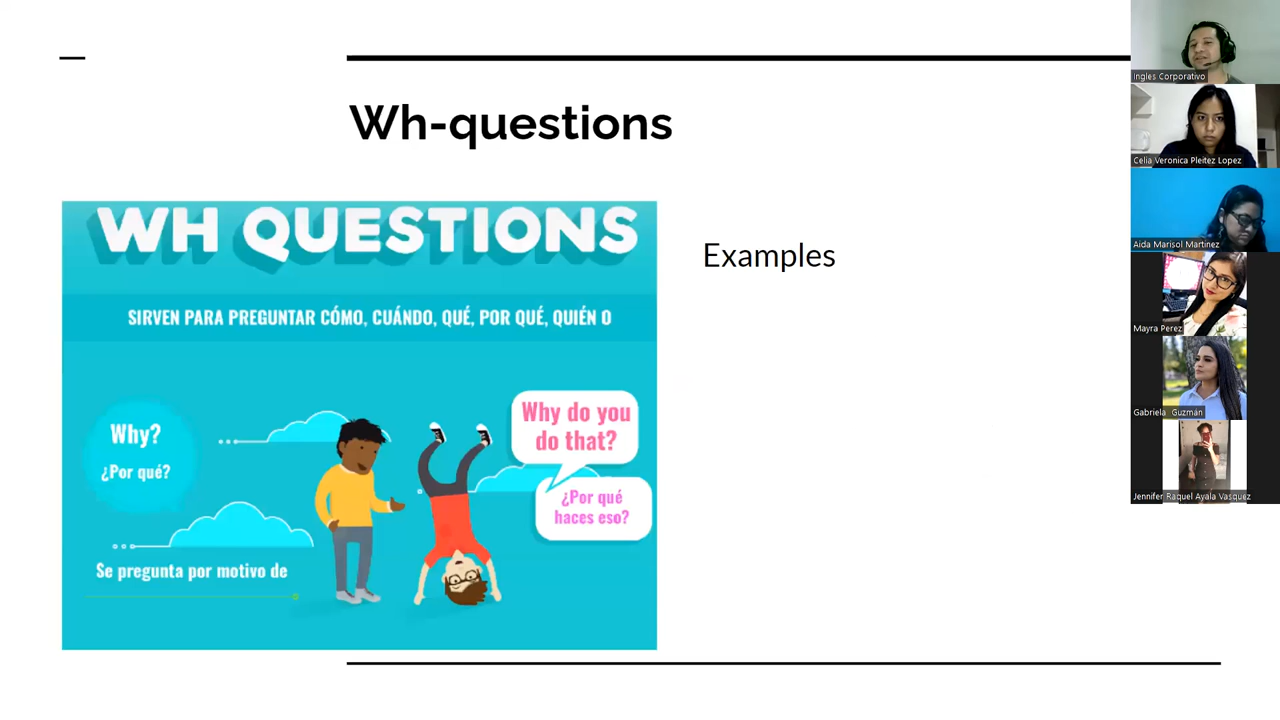 Wh-questions
WH QUESTIONS
SIRVEN PARA PREGUNTAR CÓMO, CUÁNDO, QUÉ, POR QUÉ, QUIÉN O
Why?
¿Por qué?
Why do you
do that?
¿Por qué
haces eso?
Se pregunta por motivo de
Examples
Ingles Corporativo
Celia Veronica Pleitez Lopez
Aida Marisol Martinez
Mayra Perez
Gabriela Guzmán
Jennifer Raquel Ayala Vasquez